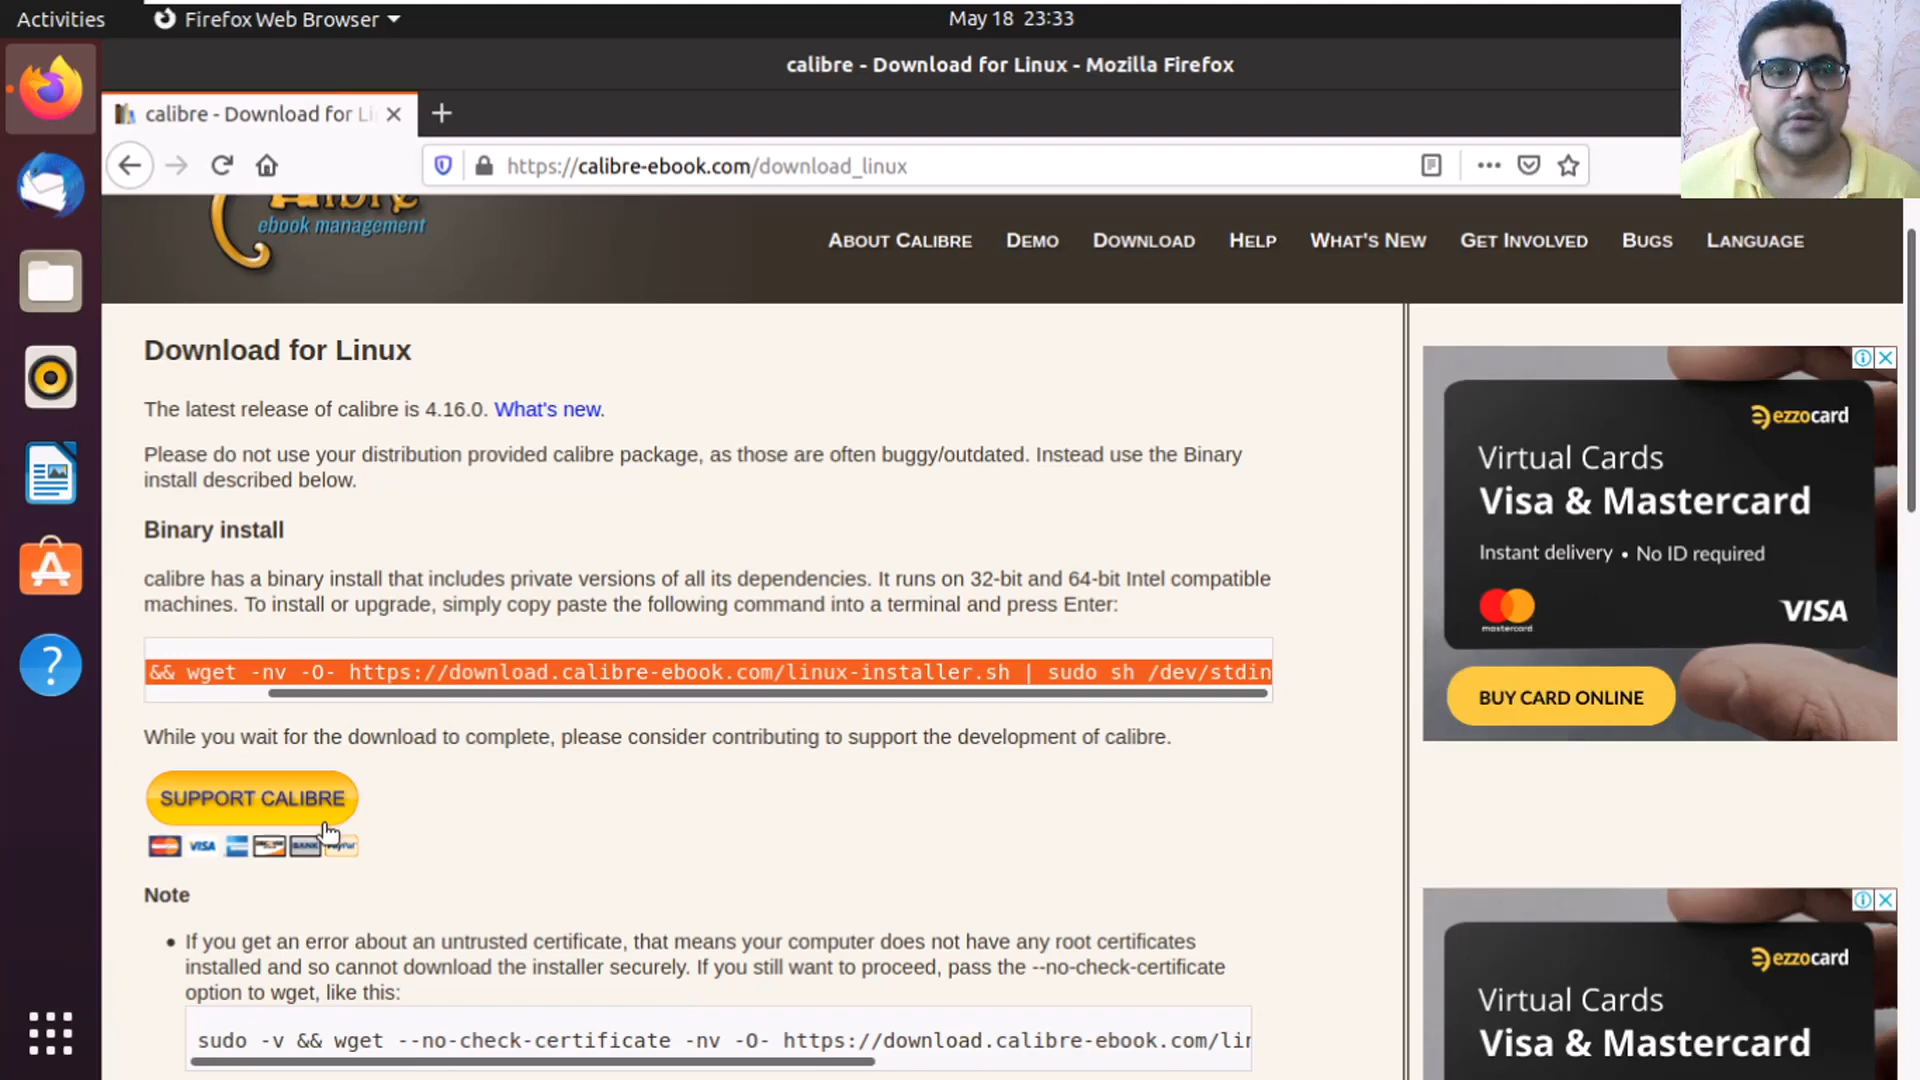 Activities
Firefox Web Browser
May 18 23:33
calibre - Download for Linux - Mozilla Firefox
calibre - Download for Li
https://calibre-ebook.com/download_linux
ebook management
ABOUT CALIBRE
DEMO
DOWNLOAD
HELP
WHAT'S NEW
GET INVOLVED
BUGS
LANGUAGE
Download for Linux
The latest release of calibre is 4.16.0. What's new.
Please do not use your distribution provided calibre package, as those are often buggy/outdated. Instead use the Binary
install described below.
Binary install
calibre has a binary install that includes private versions of all its dependencies. It runs on 32-bit and 64-bit Intel compatible
machines. To install or upgrade, simply copy paste the following command into a terminal and press Enter:
&& wget -nv -O- https://download.calibre-ebook.com/linux-installer.sh | sudo sh /dev/stdin
While you wait for the download to complete, please consider contributing to support the development of calibre.
SUPPORT CALIBRE
VISA
BANK
PayPal
Note
If you get an error about an untrusted certificate, that means your computer does not have any root certificates
installed and so cannot download the installer securely. If you still want to proceed, pass the --no-check-certificate
option to wget, like this:
sudo -v && wget --no-check-certificate -nv -O- https://download.calibre-ebook.com/lin
ezzocard
Virtual Cards
Visa & Mastercard
Instant delivery • No ID required
mastercard
VISA
BUY CARD ONLINE
ezzocard
Virtual Cards
Visa & Mastercard